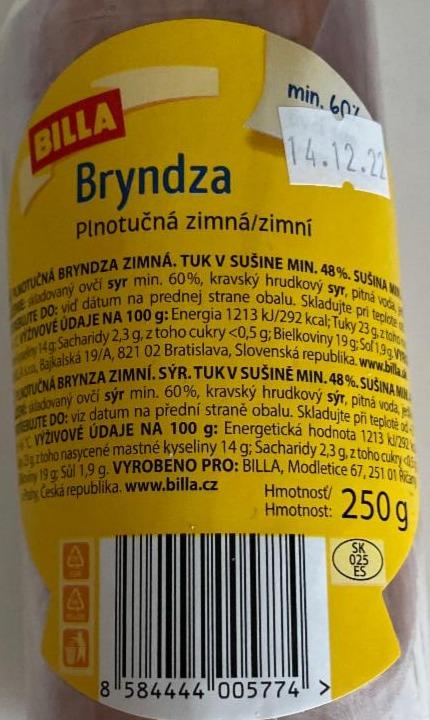 BILLA
min. 60%
14.12.22
Bryndza
Plnotučná zimná/zimní
PLNOTUČNÁ BRYNDZA ZIMNÁ. TUK V SUŠINE MIN. 48%. SUŠINA MIN
skladovaný ovčí syr min. 60%, kravský hrudkový syr, pitná voda,
DO: viď dátum na prednej strane obalu. Skladujte pri teplote
VÝŽIVOVÉ ÚDAJE NA 100 g: Energia 1213 kJ/292 kcal; Tuky 23 g, z toho
14 g; Sacharidy 2,3 g, z toho cukry <0,5 g; Bielkoviny 19 g; Soľ 1,9 g.
Bajkalská 19/A, 821 02 Bratislava, Slovenská republika. www.billa.
PLNOTUČNÁ BRYNZA ZIMNÍ. SÝR. TUK V SUŠINĚ MIN. 48%. SUŠINA MIN.
skladovaný ovčí sýr min. 60%, kravský hrudkový sýr, pitná voda,
DO: viz datum na přední straně obalu. Skladujte při teplotě od
°C. VÝŽIVOVÉ ÚDAJE NA 100 g: Energetická hodnota 1213 kJ/292
g, z toho nasycené mastné kyseliny 14 g; Sacharidy 2,3 g, z toho cukry
19 g; Sůl 1,9 g. VYROBENO PRO: BILLA, Modletice 67, 251 01 Říčany
Česká republika. www.billa.cz
Hmotnosť/
Hmotnost: 250 g
SK
025
ES
8 584444 005774 >